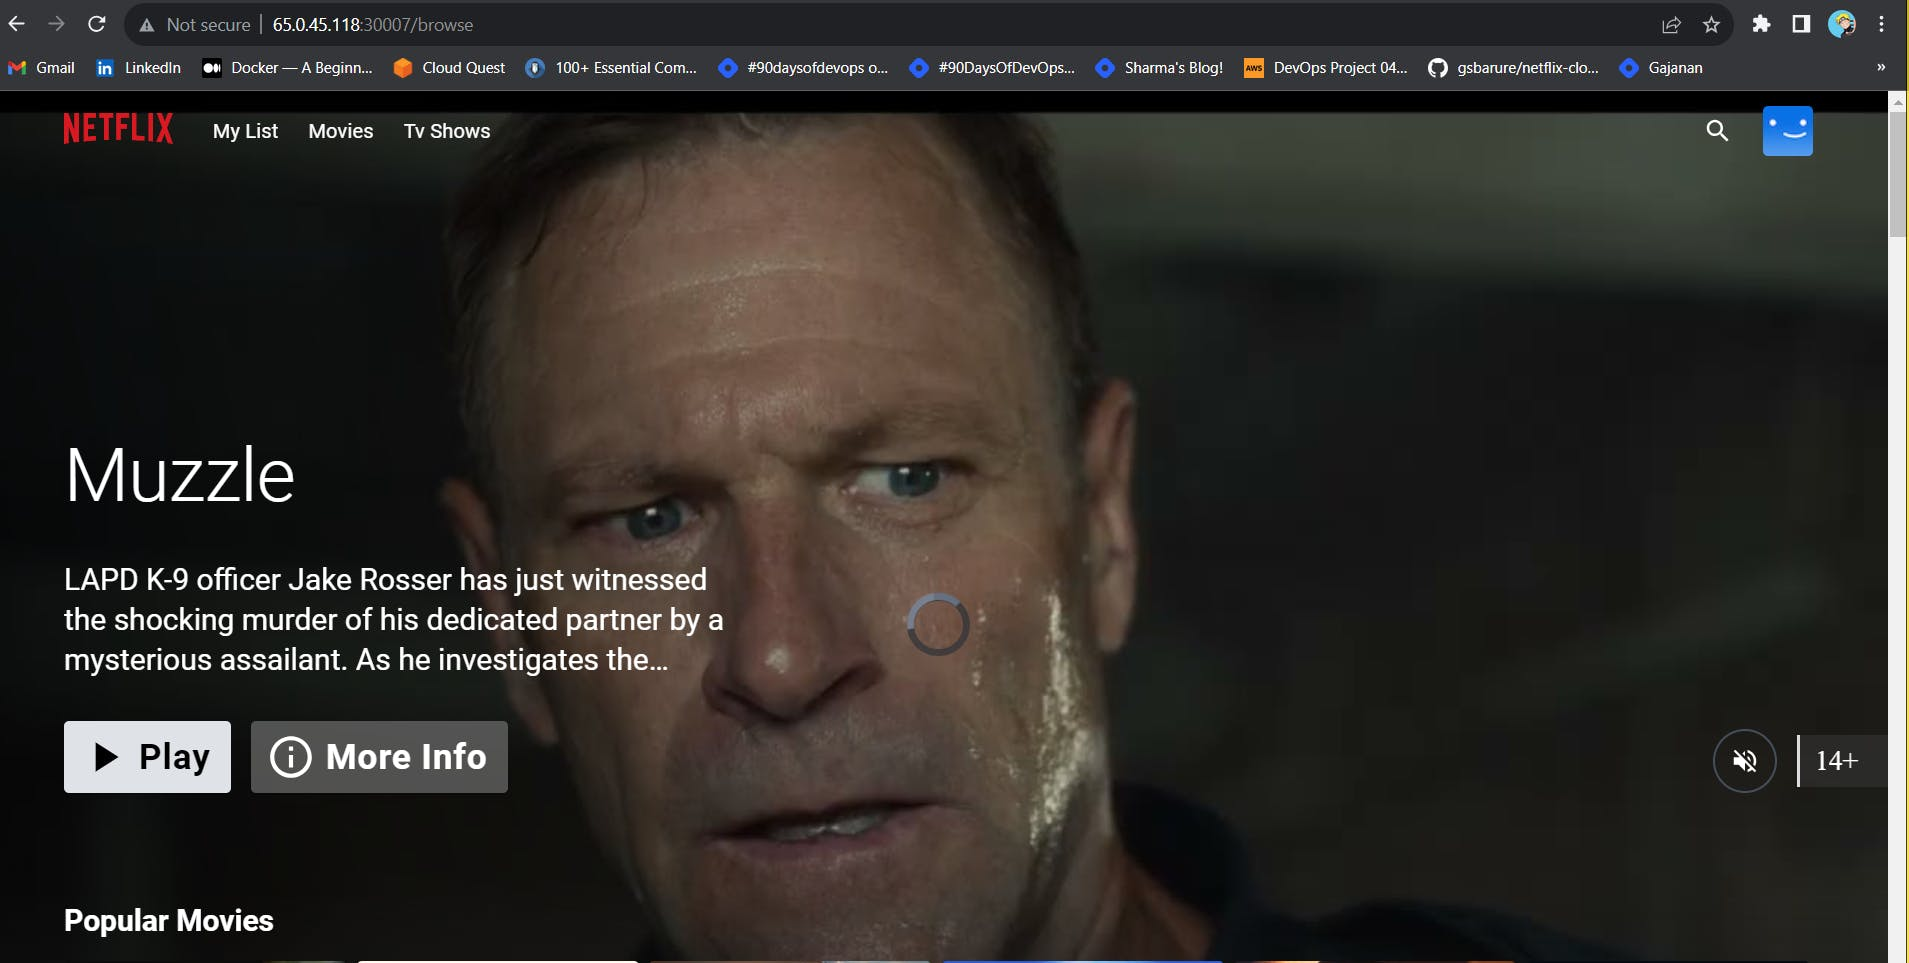 Not secure 65.0.45.118:30007/browse
Gmail LinkedIn Docker — A Beginn... Cloud Quest 100+ Essential Com... #90daysofdevops o... #90DaysOfDevOps... Sharma's Blog! aws DevOps Project 04... gsbarure/netflix-clo... Gajanan »
NETFLIX My List Movies Tv Shows
Muzzle
LAPD K-9 officer Jake Rosser has just witnessed
the shocking murder of his dedicated partner by a
mysterious assailant. As he investigates the...
Play More Info 14+
Popular Movies